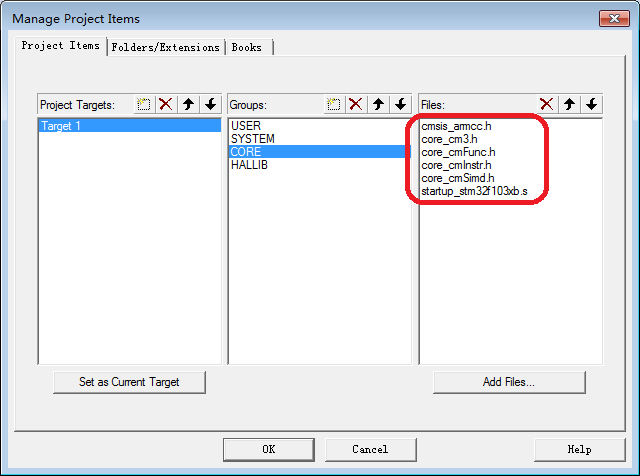 Manage Project Items
Project Items Folders/Extensions Books
Project Targets: Groups: Files:
Target 1
USER
SYSTEM
CORE
HALLIB
cmsis_armcc.h
core_cm3.h
core_cmFunc.h
core_cmInstr.h
core_cmSimd.h
startup_stm32f103xb.s
Set as Current Target Add Files...
OK Cancel Help